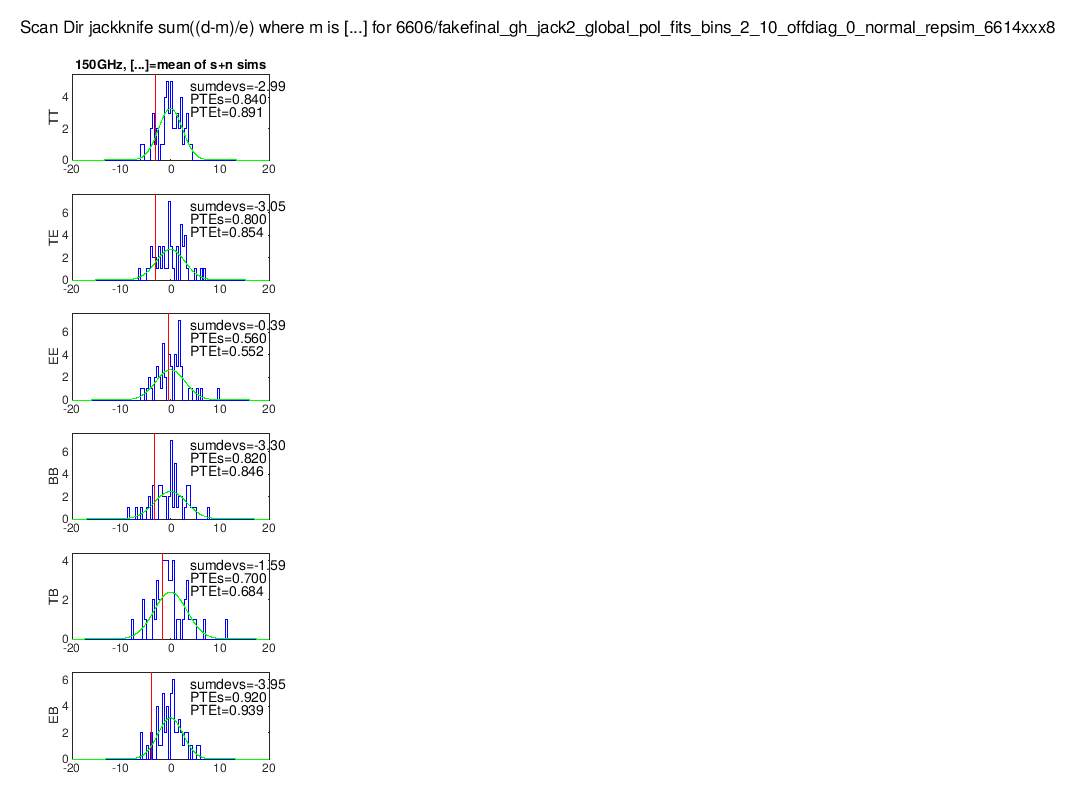 Scan Dir jackknife sum((d-m)/e) where m is [...] for 6606/fakefinal_gh_jack2_global_pol_fits_bins_2_10_offdiag_0_normal_repsim_6614xxx8
150GHz, [...]=mean of s+n sims
sumdevs=-2.99
PTEs=0.840
PTEt=0.891
TT
4
2
0
-20 -10 0 10 20
sumdevs=-3.05
PTEs=0.800
PTEt=0.854
TE
6
4
2
0
-20 -10 0 10 20
sumdevs=-0.39
PTEs=0.560
PTEt=0.552
EE
6
4
2
0
-20 -10 0 10 20
sumdevs=-3.30
PTEs=0.820
PTEt=0.846
BB
6
4
2
0
-20 -10 0 10 20
sumdevs=-1.59
PTEs=0.700
PTEt=0.684
TB
4
2
0
-20 -10 0 10 20
sumdevs=-3.95
PTEs=0.920
PTEt=0.939
EB
6
4
2
0
-20 -10 0 10 20